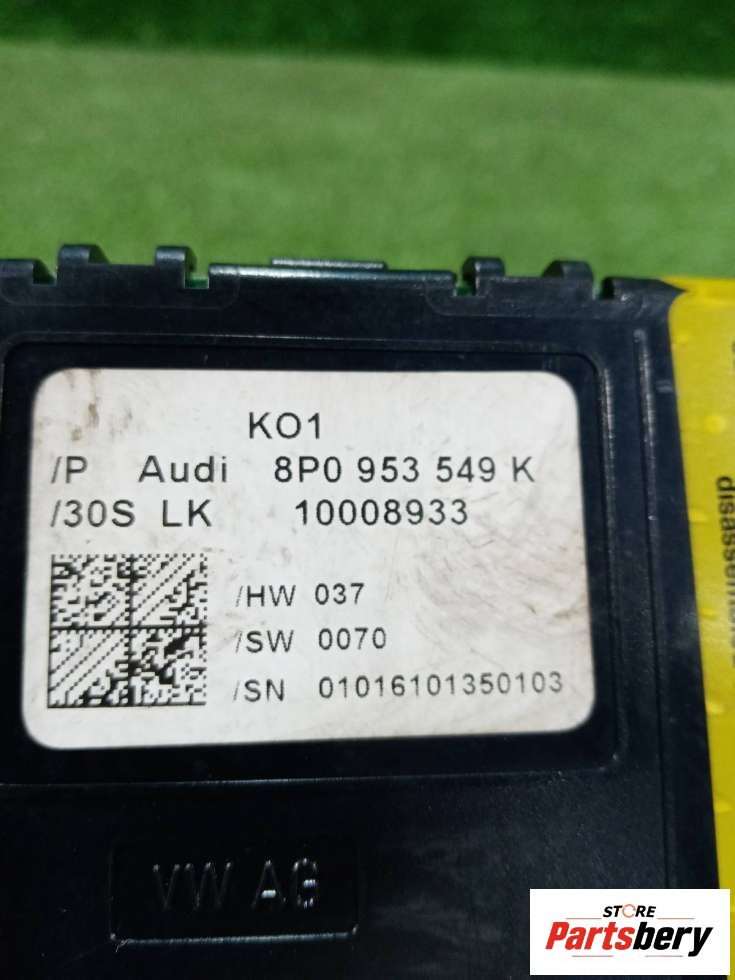 KO1
/P Audi 8P0 953 549 K
/30S LK 10008933
/HW 037
/SW 0070
/SN 01016101350103
VW AG
STORE
Partsbery